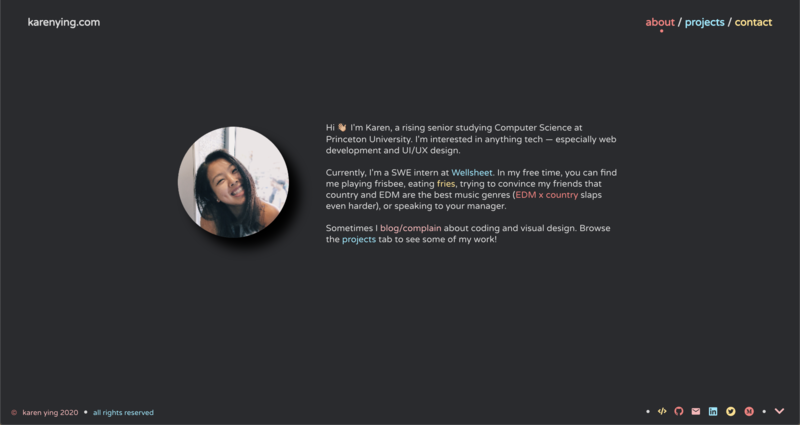 karenying.com
about / projects / contact
Hi 👋🏼 I'm Karen, a rising senior studying Computer Science at
Princeton University. I'm interested in anything tech — especially web
development and UI/UX design.
Currently, I'm a SWE intern at Wellsheet. In my free time, you can find
me playing frisbee, eating fries, trying to convince my friends that
country and EDM are the best music genres (EDM x country slaps
even harder), or speaking to your manager.
Sometimes I blog/complain about coding and visual design. Browse
the projects tab to see some of my work!
© karen ying 2020 • all rights reserved